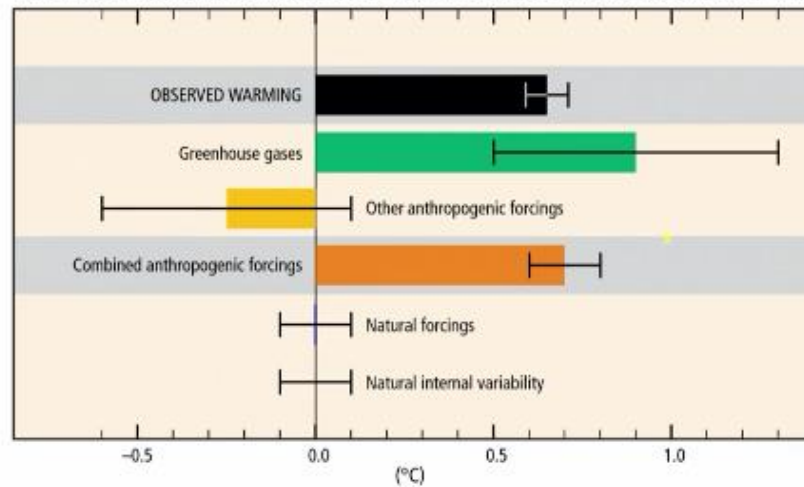 OBSERVED WARMING
Greenhouse gases
Other anthropogenic forcings
Combined anthropogenic forcings
Natural forcings
Natural internal variability
–0.5 0.0 0.5 1.0
(°C)